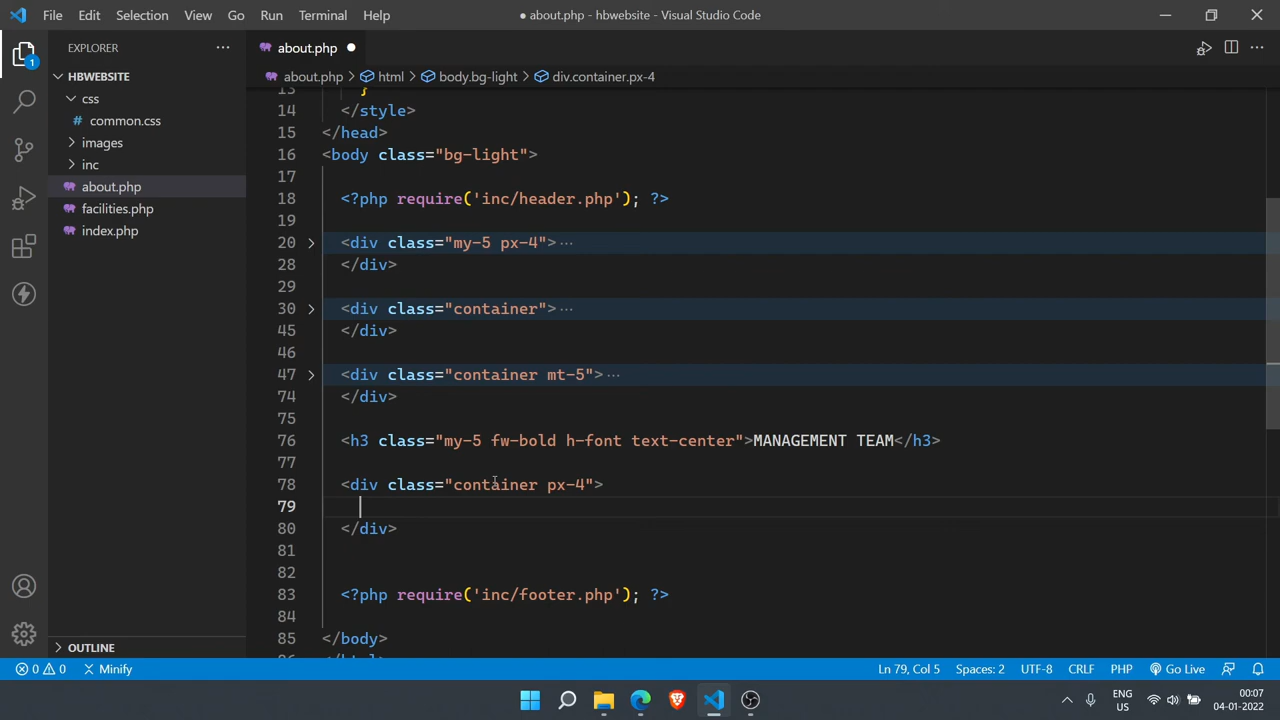 File Edit Selection View Go Run Terminal Help
● about.php - hbwebsite - Visual Studio Code
EXPLORER
HBWEBSITE
css
common.css
images
inc
about.php
facilities.php
index.php
OUTLINE
1
about.php
about.php > html > body.bg-light > div.container.px-4
13 }
14 </style>
15 </head>
16 <body class="bg-light">
17
18 <?php require('inc/header.php'); ?>
19
20 <div class="my-5 px-4">···
28 </div>
29
30 <div class="container">···
45 </div>
46
47 <div class="container mt-5">···
74 </div>
75
76 <h3 class="my-5 fw-bold h-font text-center">MANAGEMENT TEAM</h3>
77
78 <div class="container px-4">
79
80 </div>
81
82
83 <?php require('inc/footer.php'); ?>
84
85 </body>
0 0 Minify
Ln 79, Col 5 Spaces: 2 UTF-8 CRLF PHP Go Live
ENG
US
00:07
04-01-2022